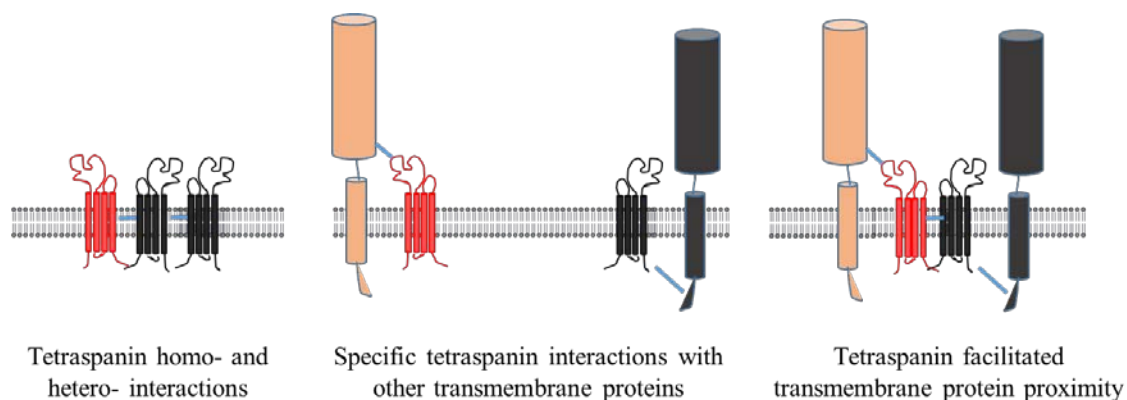 Tetraspanin homo- and
hetero- interactions
Specific tetraspanin interactions with
other transmembrane proteins
Tetraspanin facilitated
transmembrane protein proximity